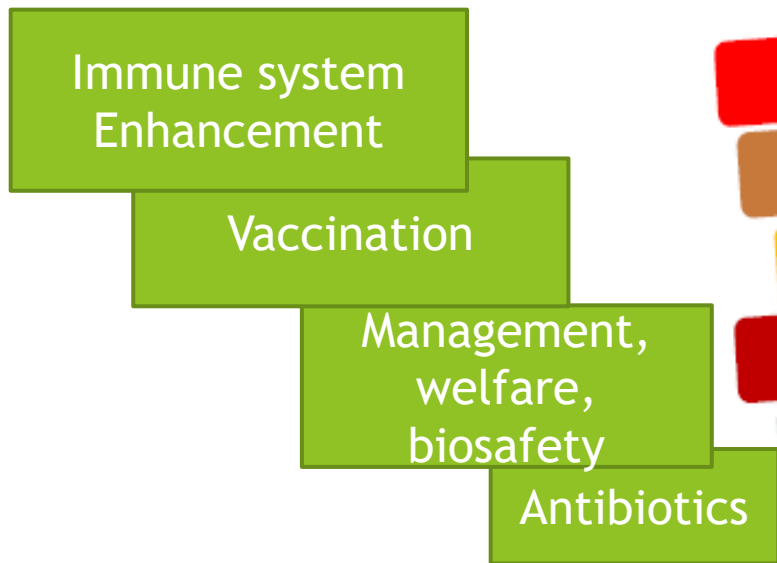 Immune system
Enhancement
Vaccination
Management,
welfare,
biosafety
Antibiotics